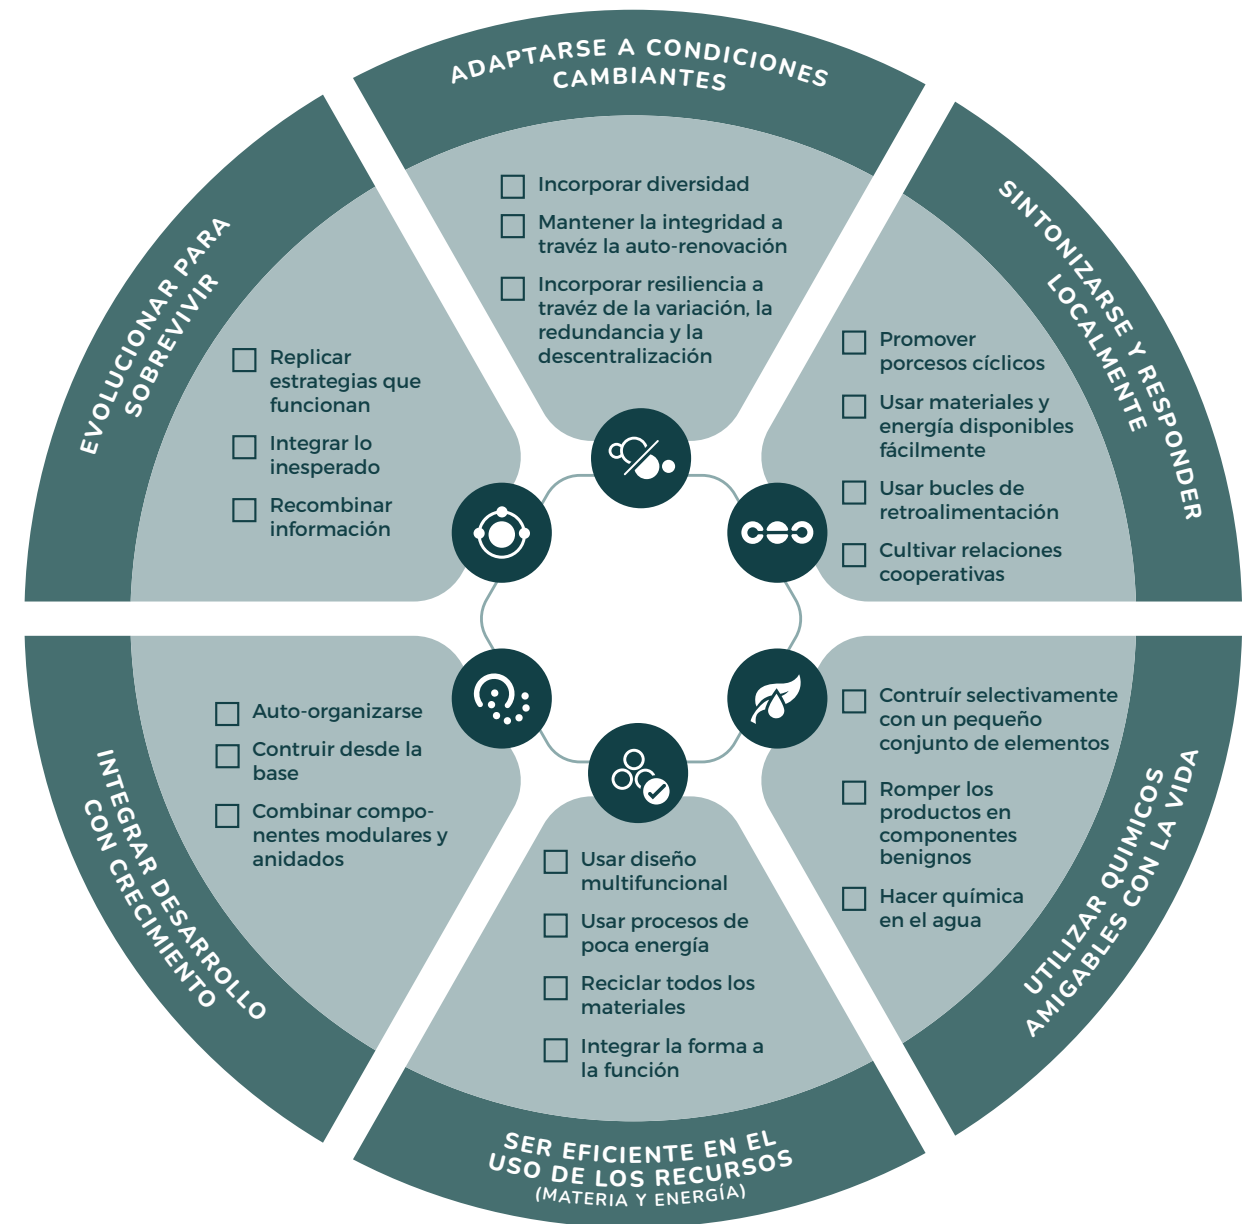 ADAPTARSE A CONDICIONES
CAMBIANTES
Incorporar diversidad
Mantener la integridad a
travéz la auto-renovación
Incorporar resiliencia a
travéz de la variación, la
redundancia y la
descentralización
SINTONIZARSE Y RESPONDER
LOCALMENTE
Promover
porcesos cíclicos
Usar materiales y
energía disponibles
fácilmente
Usar bucles de
retroalimentación
Cultivar relaciones
cooperativas
UTILIZAR QUIMICOS
AMIGABLES CON LA VIDA
Contruír selectivamente
con un pequeño
conjunto de elementos
Romper los
productos en
componentes
benignos
Hacer química
en el agua
SER EFICIENTE EN EL
USO DE LOS RECURSOS
(MATERIA Y ENERGÍA)
Usar diseño
multifuncional
Usar procesos de
poca energía
Reciclar todos los
materiales
Integrar la forma a
la función
INTEGRAR DESARROLLO
CON CRECIMIENTO
Auto-organizarse
Contruir desde la
base
Combinar compo-
nentes modulares y
anidados
EVOLUCIONAR PARA
SOBREVIVIR
Replicar
estrategias que
funcionan
Integrar lo
inesperado
Recombinar
información